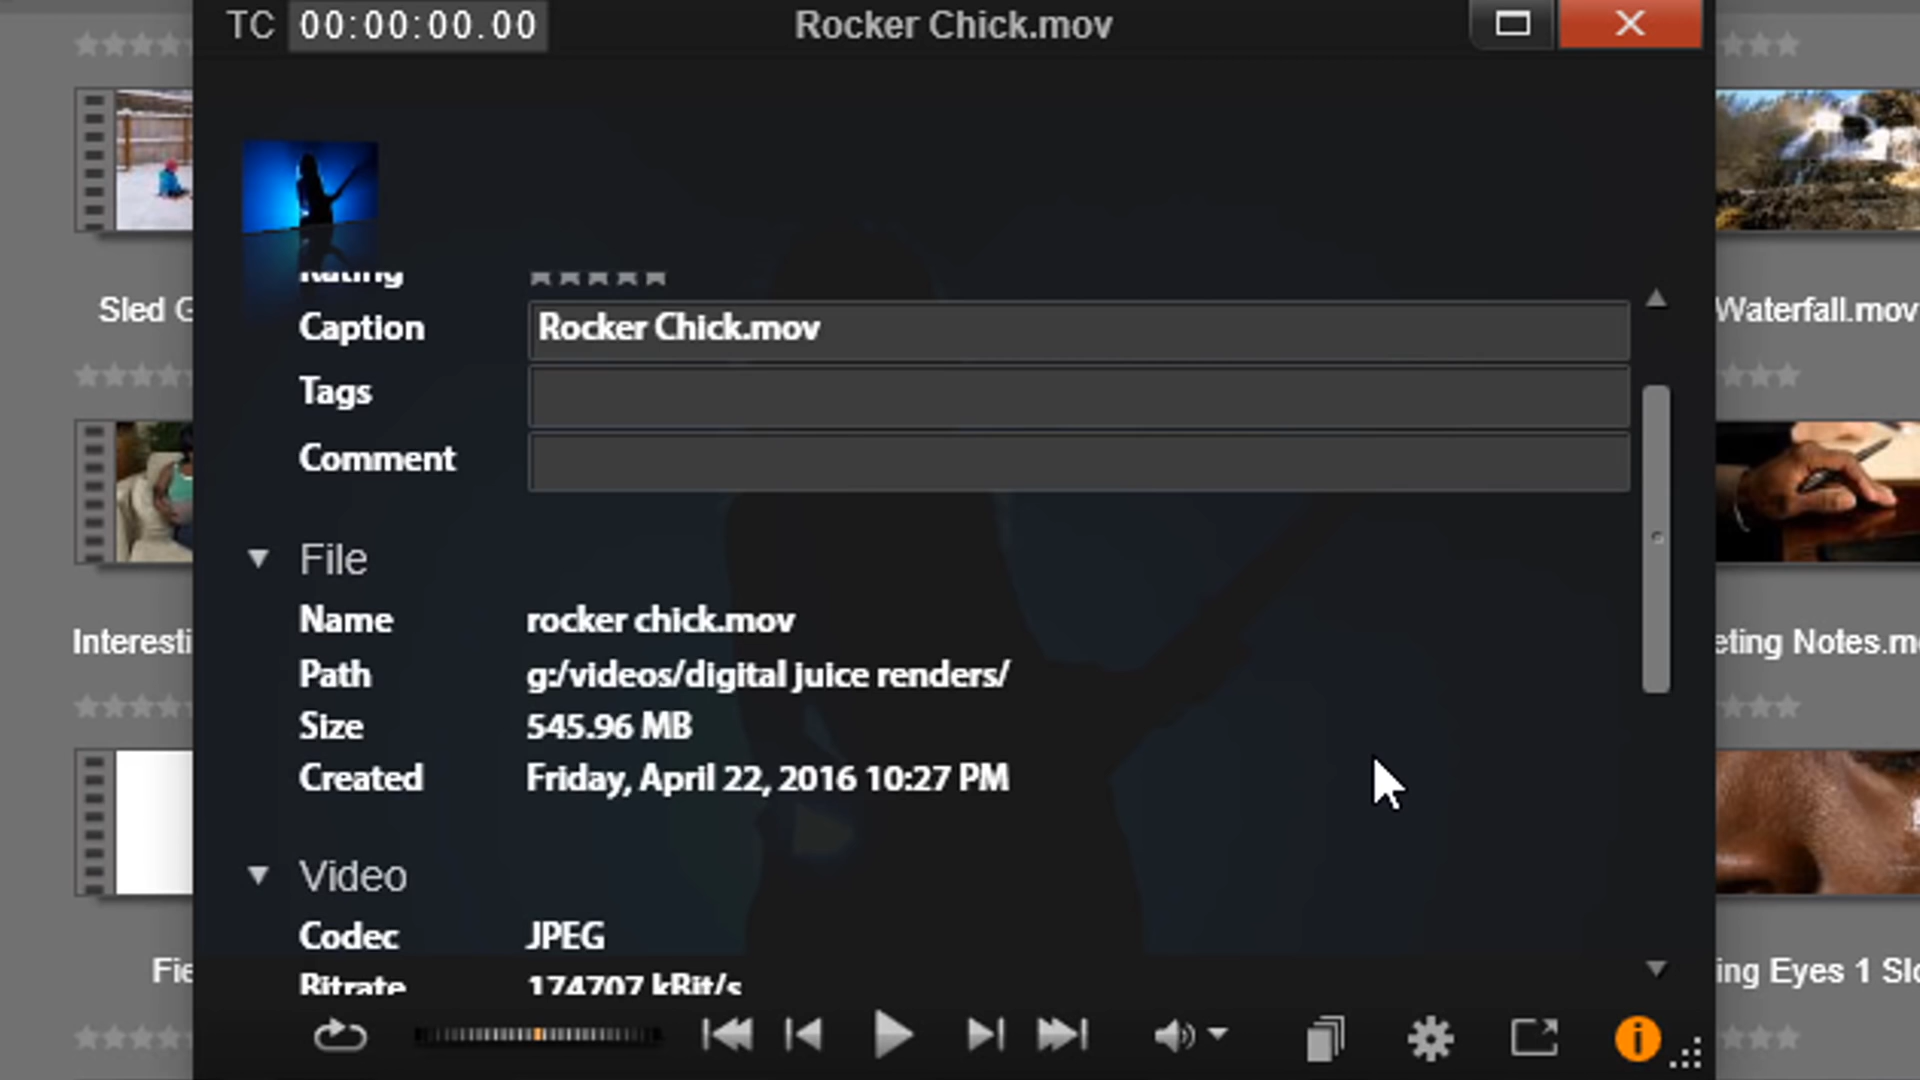 TC 00:00:00.00 Rocker Chick.mov
Rating
Caption Rocker Chick.mov
Tags
Comment
File
Name rocker chick.mov
Path g:/videos/digital juice renders/
Size 545.96 MB
Created Friday, April 22, 2016 10:27 PM
Video
Codec JPEG
Bitrate 174707 kBit/s
Sled G
Waterfall.mov
Interesti
eting Notes.m
Fie
ing Eyes 1 Slo